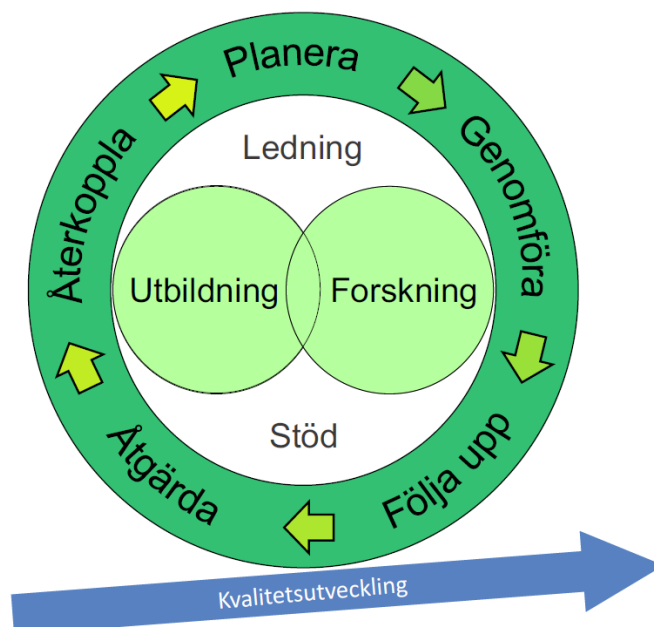 Planera
Genomföra
Följa upp
Åtgärda
Återkoppla
Ledning
Utbildning
Forskning
Stöd
Kvalitetsutveckling